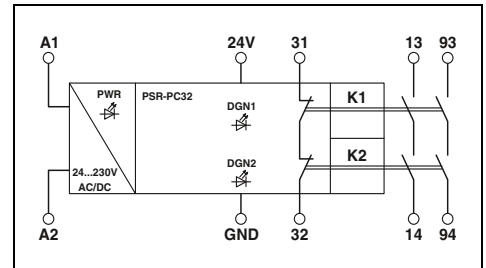 A1 24V 31 13 93
PWR PSR-PC32 K1
DGN1
K2
DGN2
24...230V
AC/DC
A2 GND 32 14 94